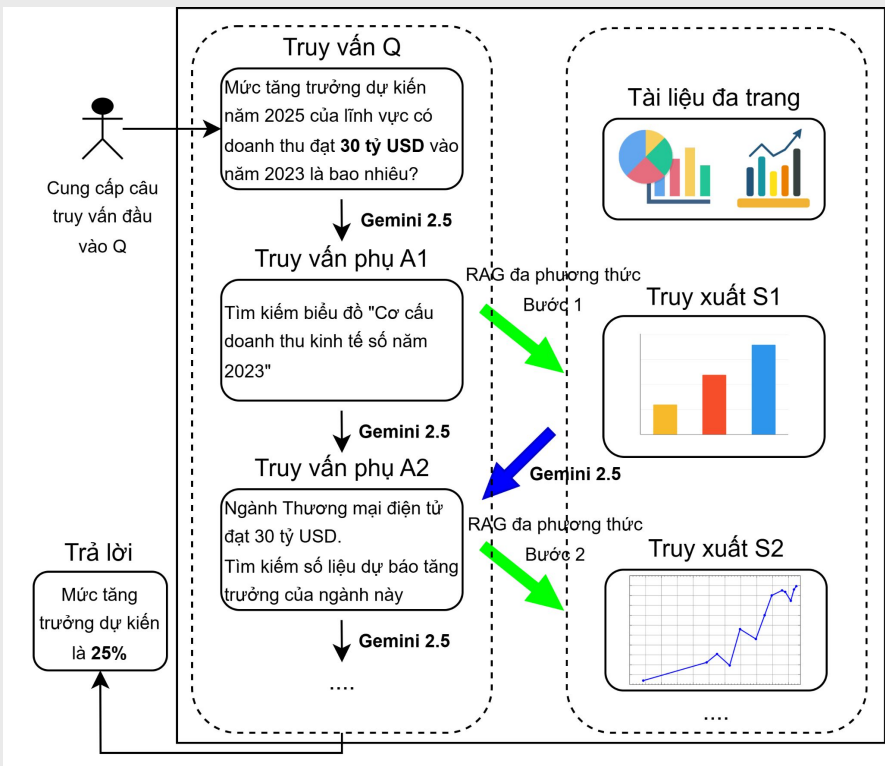 Truy vấn Q
Mức tăng trưởng dự kiến
năm 2025 của lĩnh vực có
doanh thu đạt 30 tỷ USD vào
năm 2023 là bao nhiêu?
Cung cấp câu
truy vấn đầu
vào Q
Gemini 2.5
Truy vấn phụ A1
Tìm kiếm biểu đồ "Cơ cấu
doanh thu kinh tế số năm
2023"
Gemini 2.5
Truy vấn phụ A2
Ngành Thương mại điện tử
đạt 30 tỷ USD.
Tìm kiếm số liệu dự báo tăng
trưởng của ngành này
Gemini 2.5
....
Trả lời
Mức tăng
trưởng dự kiến
là 25%
RAG đa phương thức
Bước 1
Gemini 2.5
RAG đa phương thức
Bước 2
Tài liệu đa trang
Truy xuất S1
Truy xuất S2
....